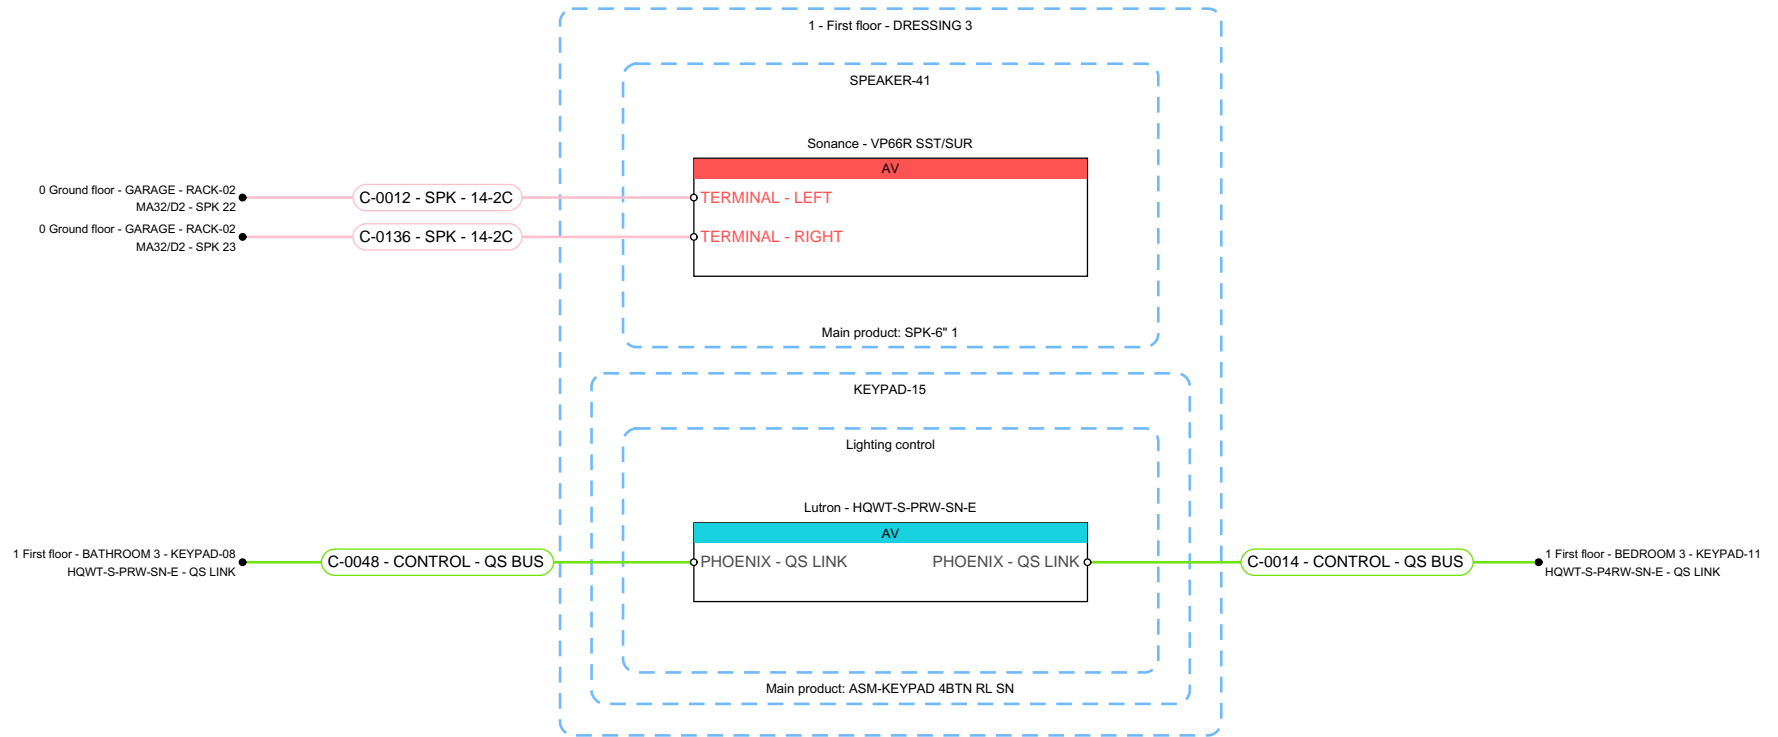 1 - First floor - DRESSING 3
SPEAKER-41
Sonance - VP66R SST/SUR
AV
0 Ground floor - GARAGE - RACK-02
MA32/D2 - SPK 22
C-0012 - SPK - 14-2C
TERMINAL - LEFT
0 Ground floor - GARAGE - RACK-02
MA32/D2 - SPK 23
C-0136 - SPK - 14-2C
TERMINAL - RIGHT
Main product: SPK-6" 1
KEYPAD-15
Lighting control
Lutron - HQWT-S-PRW-SN-E
AV
1 First floor - BATHROOM 3 - KEYPAD-08
HQWT-S-PRW-SN-E - QS LINK
C-0048 - CONTROL - QS BUS
PHOENIX - QS LINK
PHOENIX - QS LINK
C-0014 - CONTROL - QS BUS
1 First floor - BEDROOM 3 - KEYPAD-11
HQWT-S-P4RW-SN-E - QS LINK
Main product: ASM-KEYPAD 4BTN RL SN